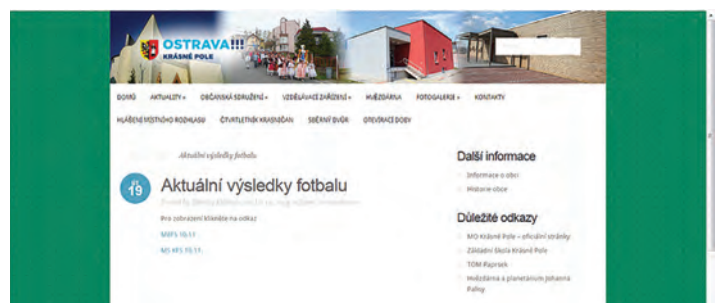 OSTRAVA!!!
KRÁSNÉ POLE
DOMŮ AKTUALITY » OBČANSKÁ SDRUŽENÍ » VZDĚLÁVACÍ ZAŘÍZENÍ » HVĚZDÁRNA FOTOGALERIE » KONTAKTY
HLÁŠENÍ MÍSTNÍHO ROZHLASU ČTVRTLETNÍK KRASNIČAN SBĚRNÝ DVŮR OTEVÍRACÍ DOBY
Aktuální výsledky fotbalu
19
Aktuální výsledky fotbalu
Pro zobrazení klikněte na odkaz
Další informace
Informace o obci
Historie obce
Důležité odkazy
MO Krásné Pole – oficiální stránky
Základní škola Krásné Pole
TOM Rapraek
Hvězdárna a planetárium Johanna
Palisy